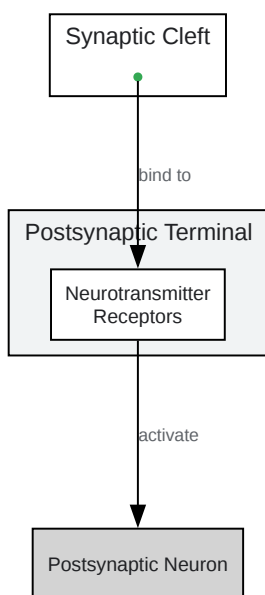 Synaptic Cleft
bind to
Postsynaptic Terminal
Neurotransmitter
Receptors
activate
Postsynaptic Neuron